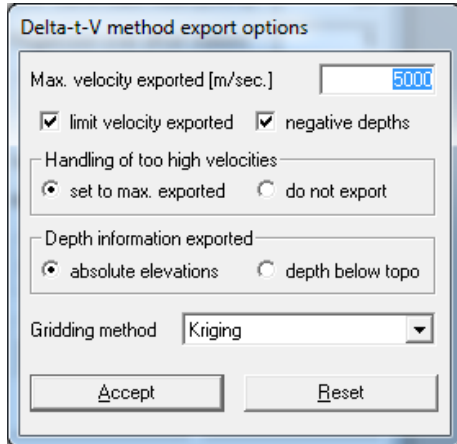 Delta-t-V method export options
Max. velocity exported [m/sec.] 5000
limit velocity exported negative depths
Handling of too high velocities
set to max. exported do not export
Depth information exported
absolute elevations depth below topo
Gridding method Kriging
Accept Reset